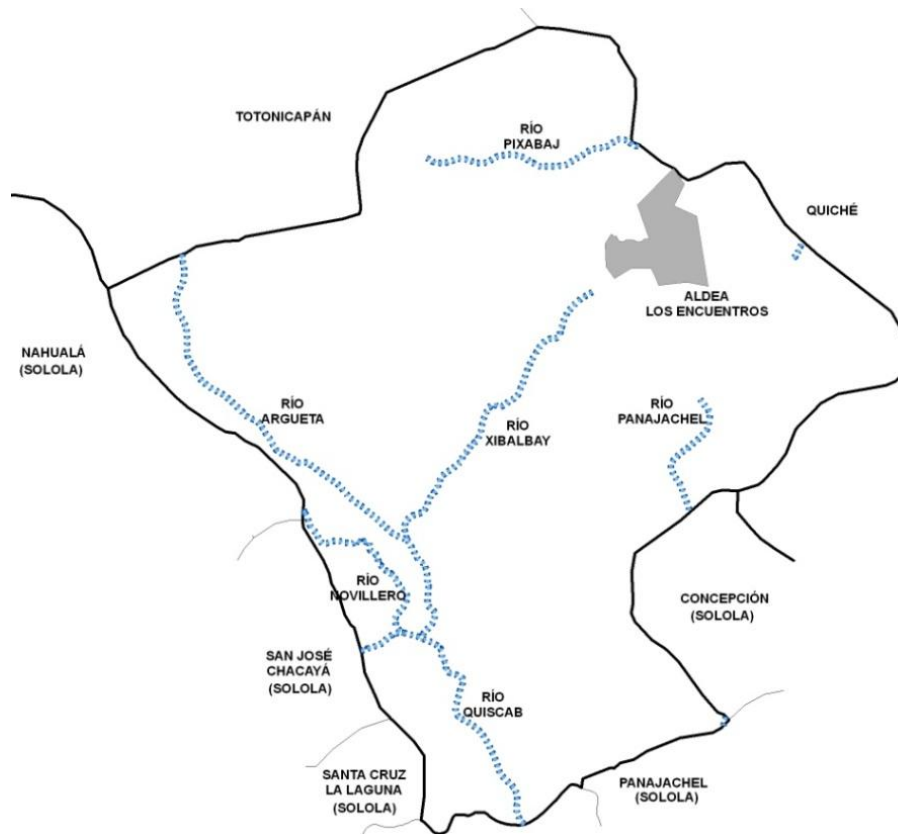 TOTONICAPÁN
RÍO
PIXABAJ
QUICHÉ
ALDEA
LOS ENCUENTROS
NAHUALÁ
(SOLOLA)
RÍO
ARGUETA
RÍO
XIBALBAY
RÍO
PANAJACHEL
RÍO
NOVILLERO
CONCEPCIÓN
(SOLOLA)
SAN JOSÉ
CHACAYÁ
(SOLOLA)
RÍO
QUISCAB
SANTA CRUZ
LA LAGUNA
(SOLOLA)
PANAJACHEL
(SOLOLA)